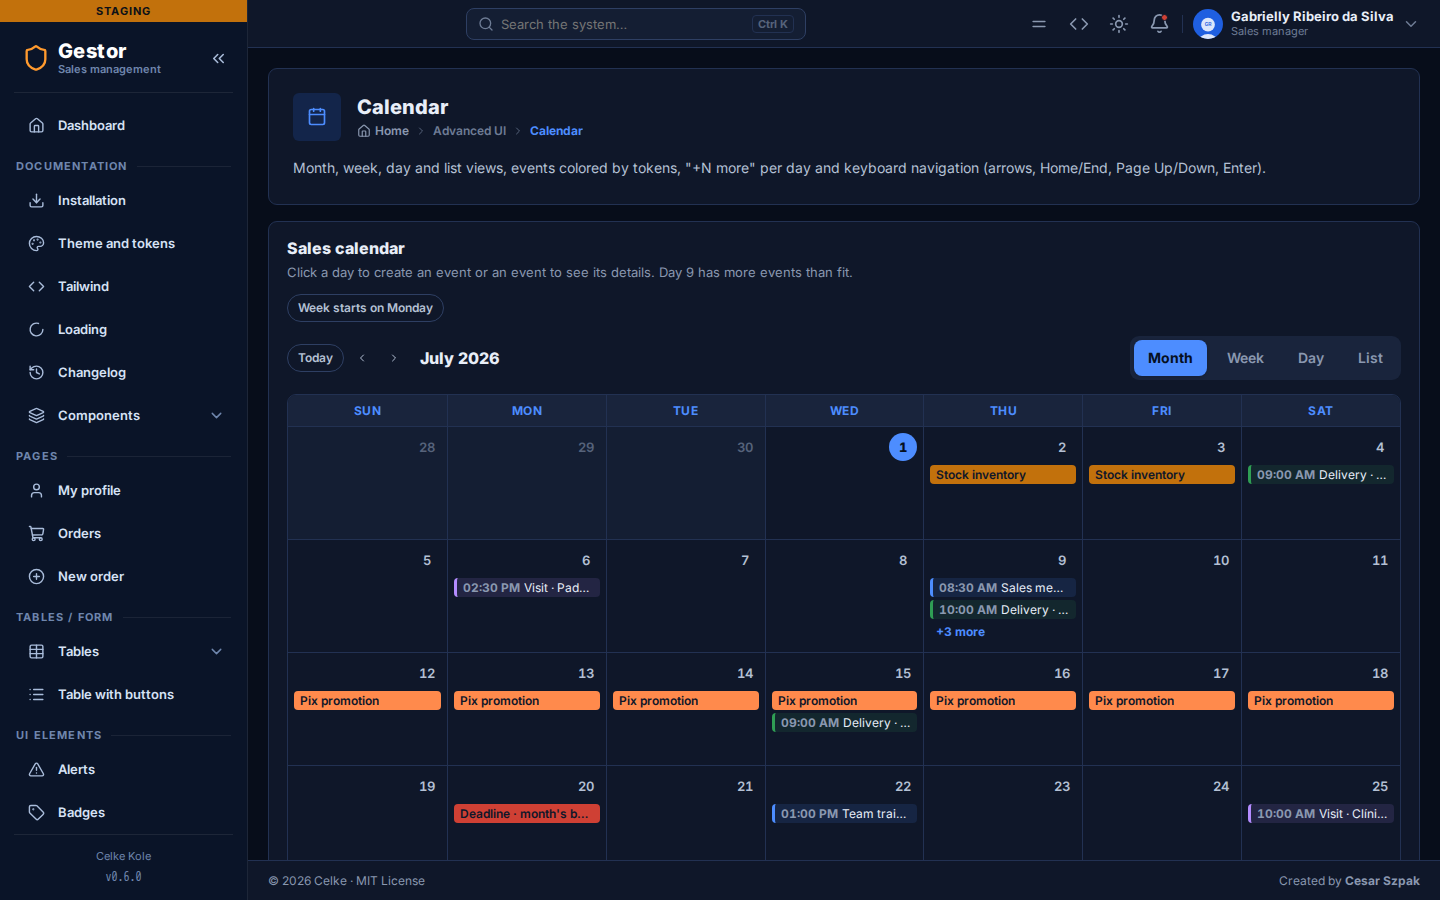 STAGING
Gestor
Sales management
Dashboard
DOCUMENTATION
Installation
Theme and tokens
Tailwind
Loading
Changelog
Components
PAGES
My profile
Orders
New order
TABLES / FORM
Tables
Table with buttons
UI ELEMENTS
Alerts
Badges
Celke Kole
v0.6.0
Search the system...
Ctrl K
GR
Gabrielly Ribeiro da Silva
Sales manager
Calendar
Home
Advanced UI
Calendar
Month, week, day and list views, events colored by tokens, "+N more" per day and keyboard navigation (arrows, Home/End, Page Up/Down, Enter).
Sales calendar
Click a day to create an event or an event to see its details. Day 9 has more events than fit.
Week starts on Monday
Today
July 2026
Month Week Day List
SUN MON TUE WED THU FRI SAT
28 29 30 1 2 3 4
Stock inventory Stock inventory 09:00 AM Delivery · ...
5 6 7 8 9 10 11
02:30 PM Visit · Pad... 08:30 AM Sales me...
10:00 AM Delivery · ...
+3 more
12 13 14 15 16 17 18
Pix promotion Pix promotion Pix promotion Pix promotion Pix promotion Pix promotion Pix promotion
09:00 AM Delivery · ...
19 20 21 22 23 24 25
Deadline · month's b... 01:00 PM Team trai... 10:00 AM Visit · Clíni...
© 2026 Celke · MIT License
Created by Cesar Szpak